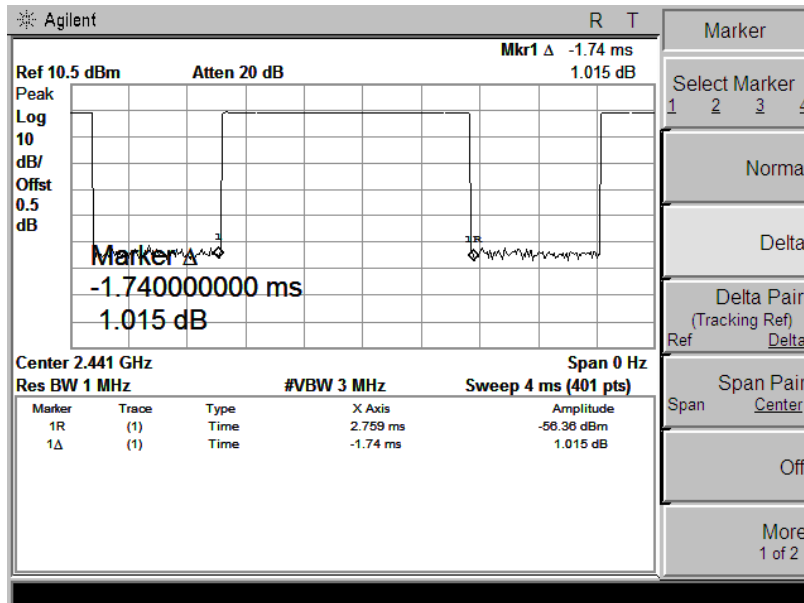 Agilent
R T
Mkr1 Δ -1.74 ms
Ref 10.5 dBm Atten 20 dB 1.015 dB
Peak
Log
10
dB/
Offst
0.5
dB
1
1R
Marker Δ
-1.740000000 ms
1.015 dB
Center 2.441 GHz Span 0 Hz
Res BW 1 MHz #VBW 3 MHz Sweep 4 ms (401 pts)
Marker Trace Type X Axis Amplitude
1R (1) Time 2.759 ms -56.36 dBm
1Δ (1) Time -1.74 ms 1.015 dB
Marker
Select Marker
1 2 3 4
Norma
Delta
Delta Pair
(Tracking Ref)
Ref Delta
Span Pair
Span Center
Off
More
1 of 2